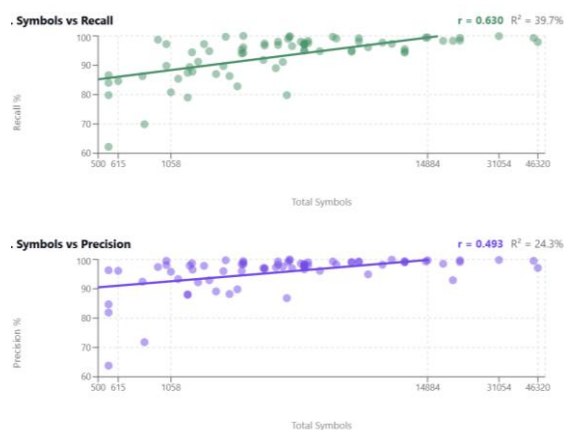 . Symbols vs Recall r = 0.630 R² = 39.7%
100
90
80
70
60
Recall %
500 615 1058 14884 31054 46320
Total Symbols
. Symbols vs Precision r = 0.493 R² = 24.3%
100
90
80
70
60
Precision %
500 615 1058 14884 31054 46320
Total Symbols